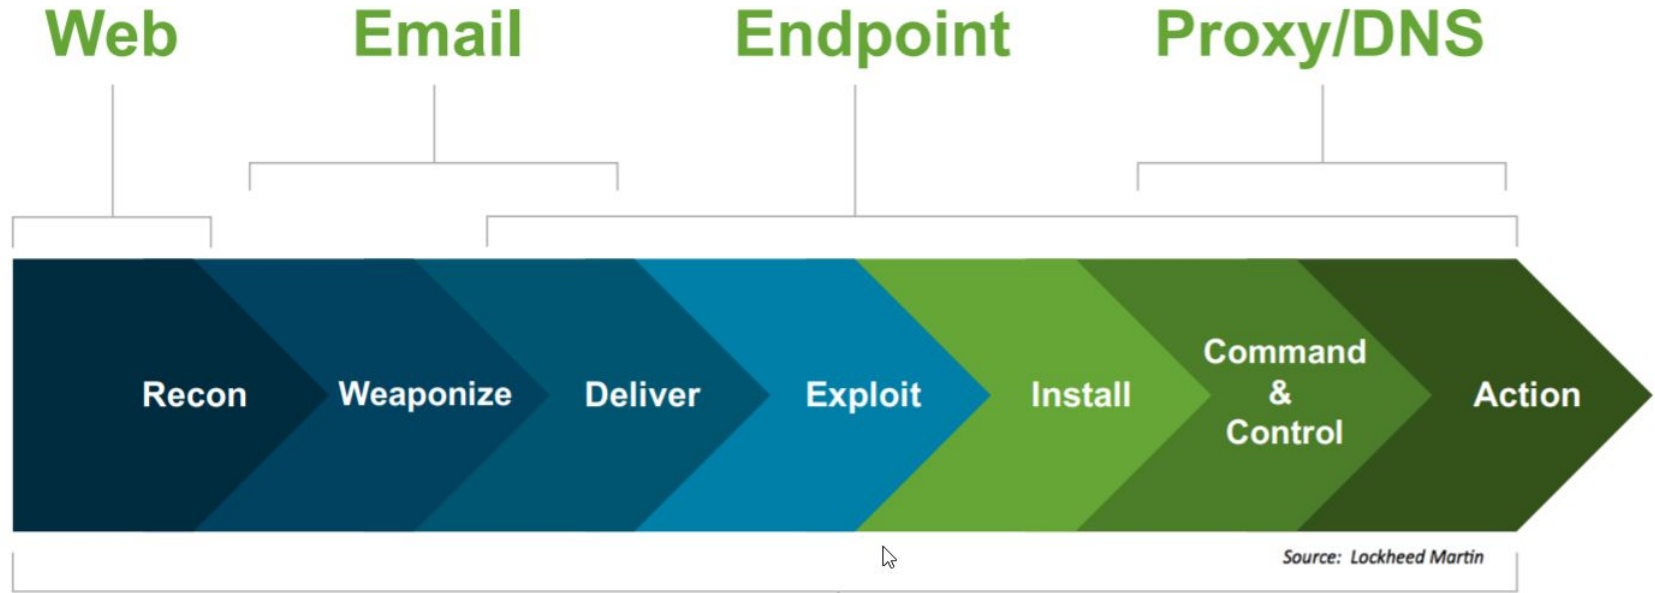 Web
Email
Endpoint
Proxy/DNS
Recon
Weaponize
Deliver
Exploit
Install
Command
&
Control
Action
Source: Lockheed Martin